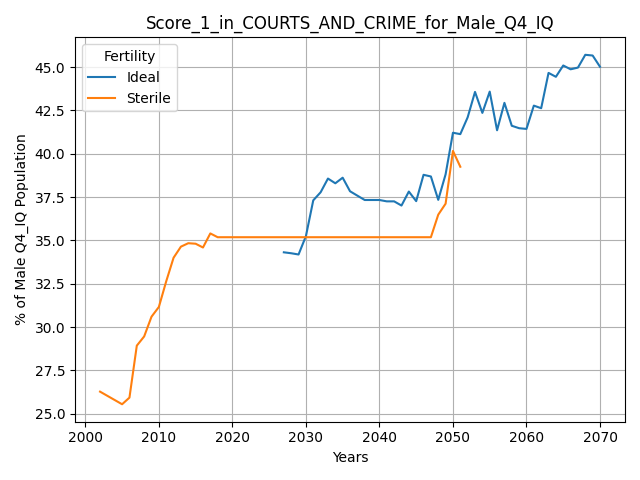 Score_1_in_COURTS_AND_CRIME_for_Male_Q4_IQ
Fertility
Ideal
Sterile
% of Male Q4_IQ Population
45.0
42.5
40.0
37.5
35.0
32.5
30.0
27.5
25.0
2000 2010 2020 2030 2040 2050 2060 2070
Years